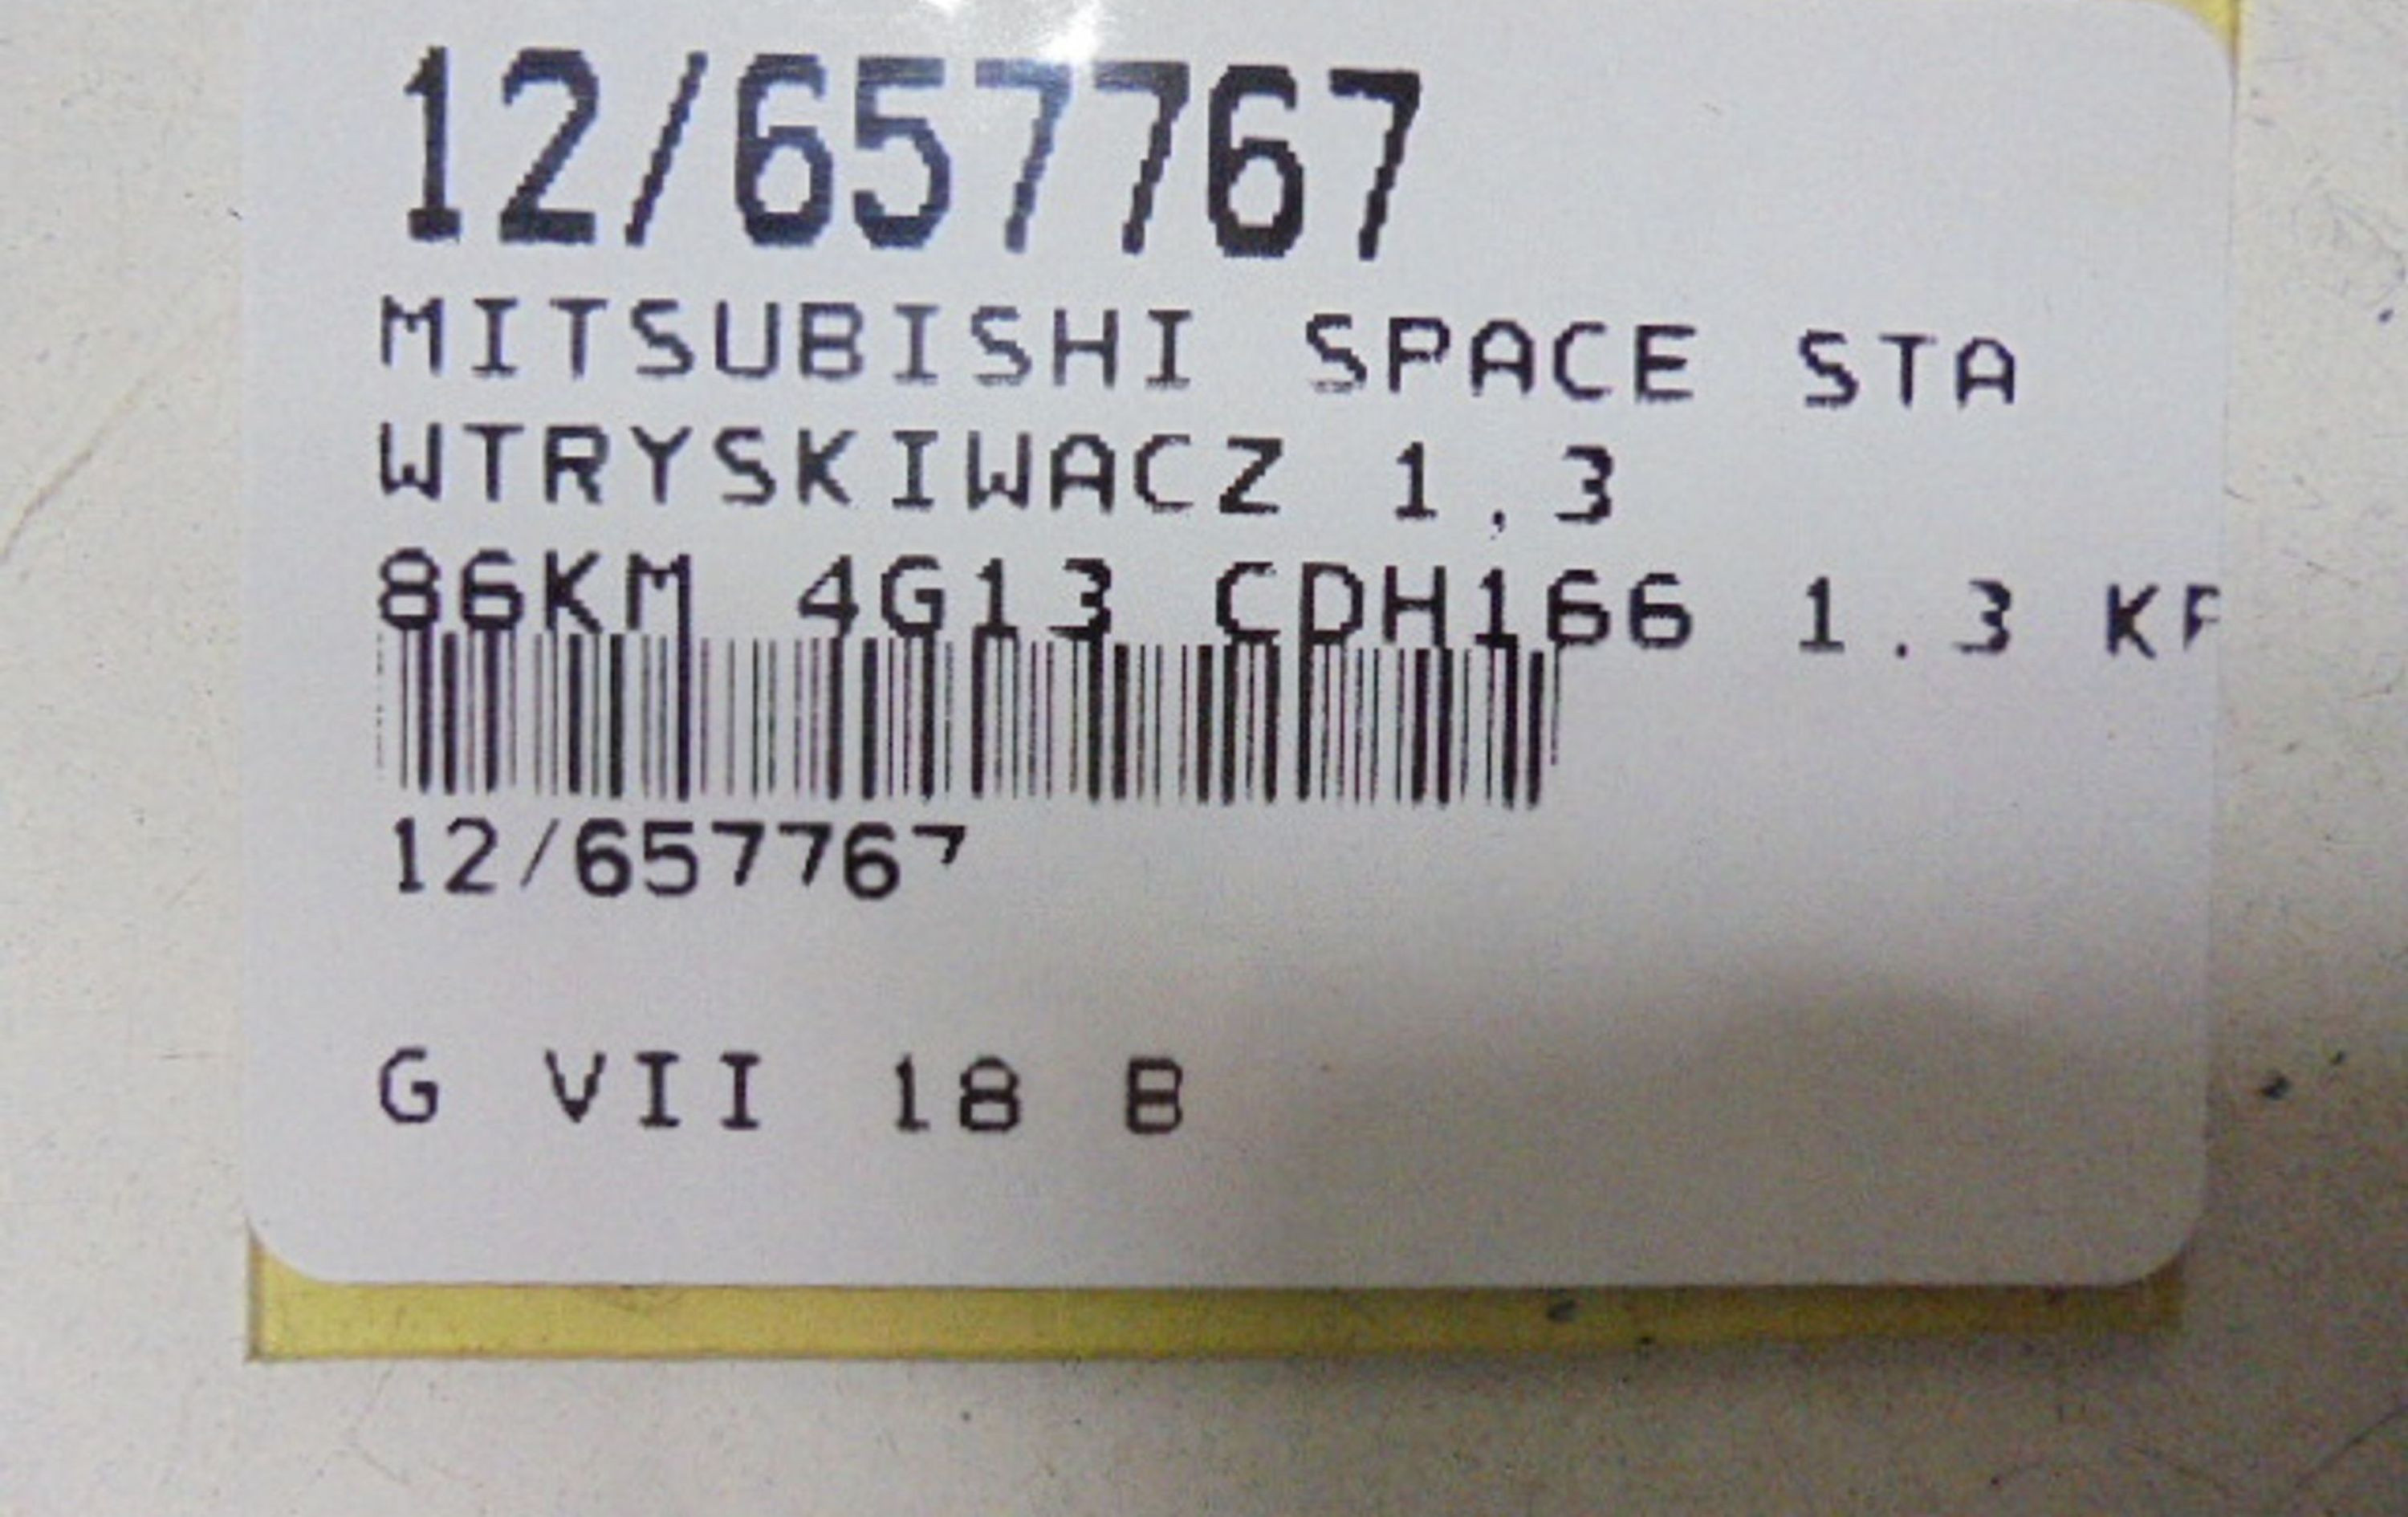 12/657767
MITSUBISHI SPACE STA
WTRYSKIWACZ 1,3
86KM 4G13 CDH166 1.3
12/657767
G VII 18 B